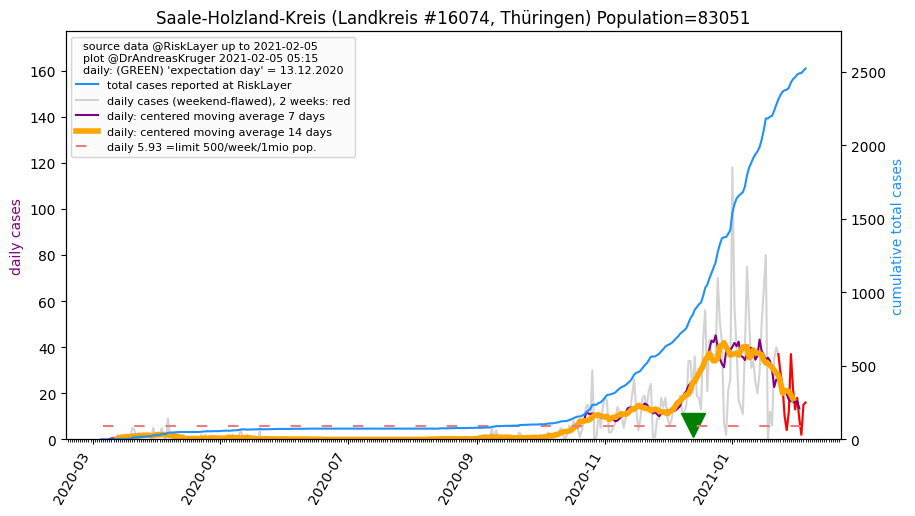 Saale-Holzland-Kreis (Landkreis #16074, Thüringen) Population=83051
source data @RiskLayer up to 2021-02-05
plot @DrAndreasKruger 2021-02-05 05:15
daily: (GREEN) 'expectation day' = 13.12.2020
total cases reported at RiskLayer
daily cases (weekend-flawed), 2 weeks: red
daily: centered moving average 7 days
daily: centered moving average 14 days
daily 5.93 =limit 500/week/1mio pop.
daily cases
160
140
120
100
80
60
40
20
0
2500
2000
1500
1000
500
0
cumulative total cases
2020-03
2020-05
2020-07
2020-09
2020-11
2021-01